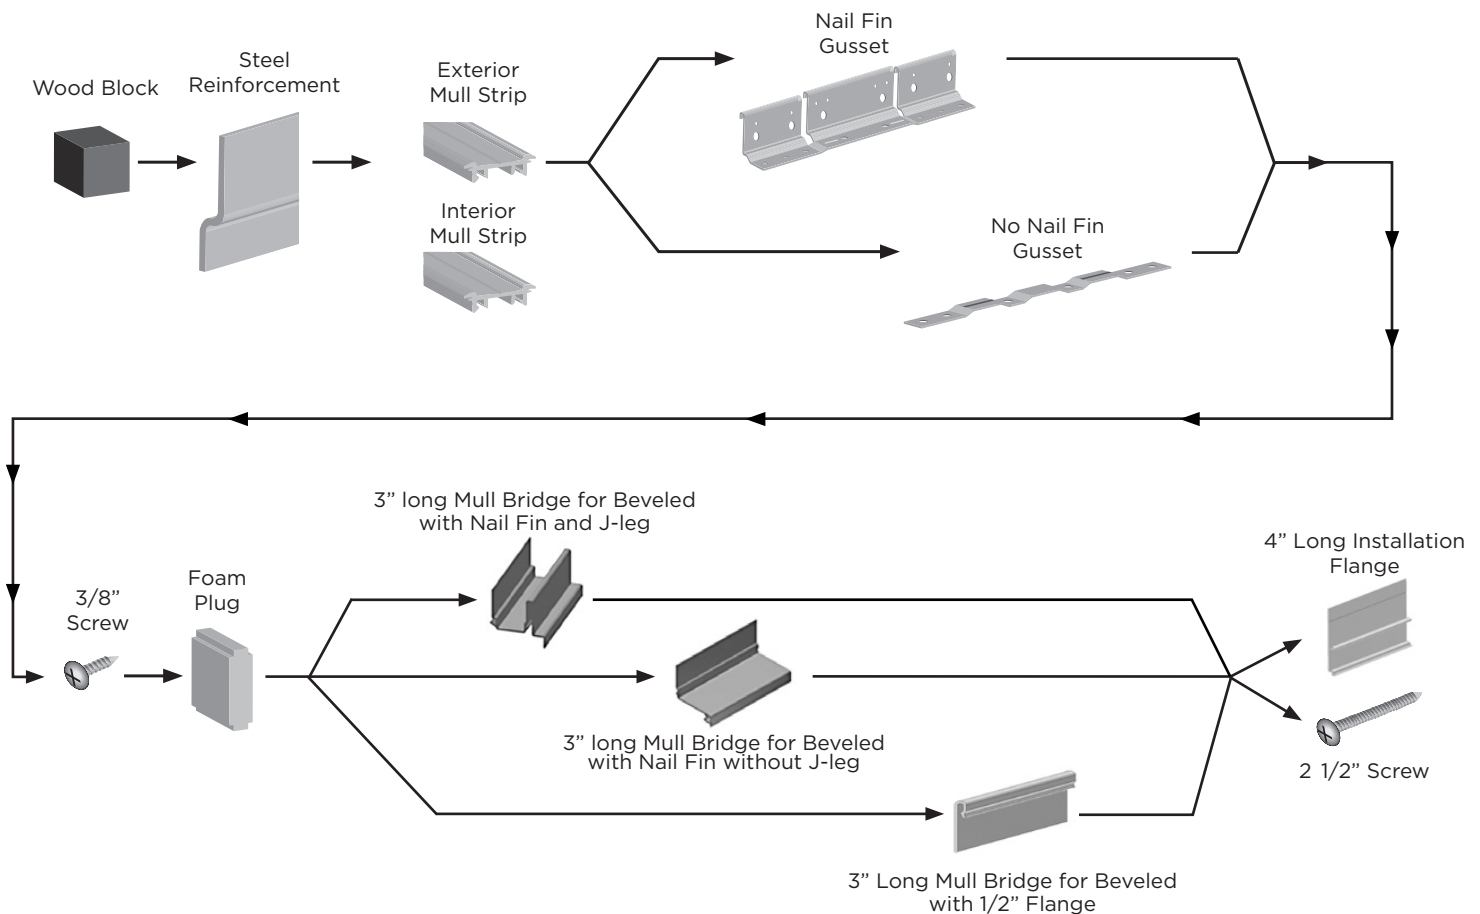 Wood Block
Steel
Reinforcement
Exterior
Mull Strip
Interior
Mull Strip
Nail Fin
Gusset
No Nail Fin
Gusset
3/8”
Screw
Foam
Plug
3” long Mull Bridge for Beveled
with Nail Fin and J-leg
3” long Mull Bridge for Beveled
with Nail Fin without J-leg
3” Long Mull Bridge for Beveled
with 1/2” Flange
4” Long Installation
Flange
2 1/2” Screw